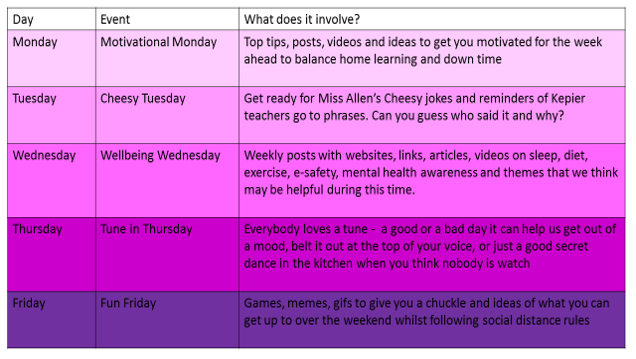 Day Event What does it involve?
Monday Motivational Monday Top tips, posts, videos and ideas to get you motivated for the week
ahead to balance home learning and down time
Tuesday Cheesy Tuesday Get ready for Miss Allen's Cheesy jokes and reminders of Kepier
teachers go to phrases. Can you guess who said it and why?
Wednesday Wellbeing Wednesday Weekly posts with websites, links, articles, videos on sleep, diet,
exercise, e-safety, mental health awareness and themes that we think
may be helpful during this time.
Thursday Tune in Thursday Everybody loves a tune - a good or a bad day it can help us get out of
a mood, belt it out at the top of your voice, or just a good secret
dance in the kitchen when you think nobody is watch
Friday Fun Friday Games, memes, gifs to give you a chuckle and ideas of what you can
get up to over the weekend whilst following social distance rules